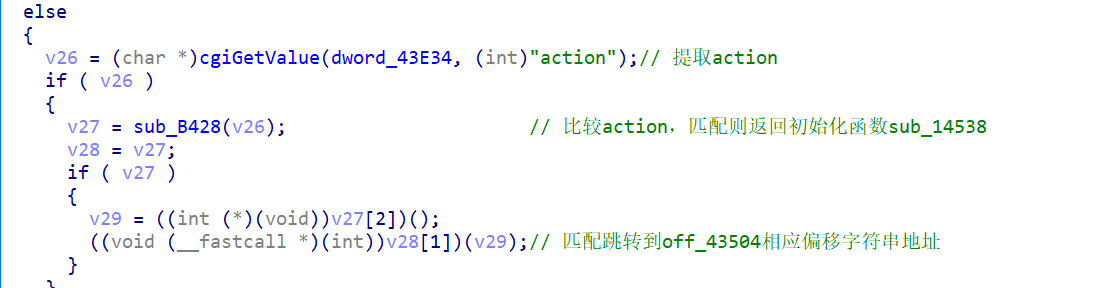 else
{
v26 = (char *)cgiGetValue(dword_43E34, (int)"action");// 提取action
if ( v26 )
{
v27 = sub_B428(v26); // 比较action，匹配则返回初始化函数sub_14538
v28 = v27;
if ( v27 )
{
v29 = ((int (*)(void))v27[2])();
((void (__fastcall *)(int))v28[1])(v29);// 匹配跳转到off_43504相应偏移字符串地址
}
}